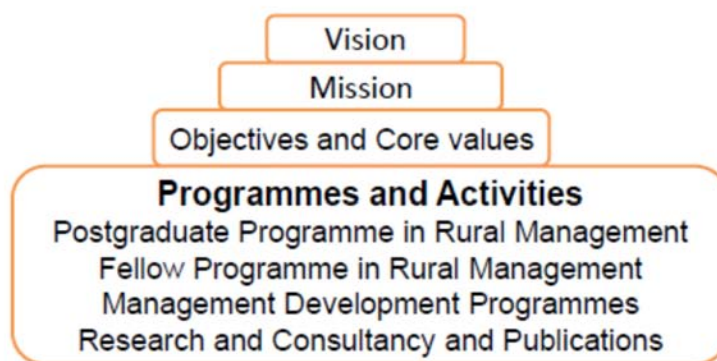 Vision
Mission
Objectives and Core values
Programmes and Activities
Postgraduate Programme in Rural Management
Fellow Programme in Rural Management
Management Development Programmes
Research and Consultancy and Publications